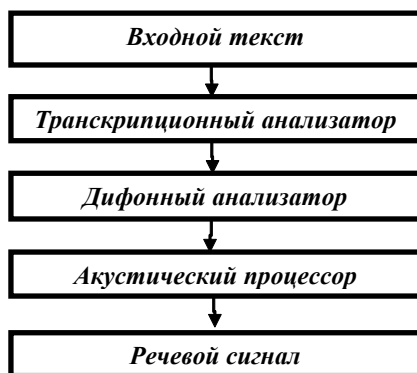 Входной текст
Транскрипционный анализатор
Дифонный анализатор
Акустический процессор
Речевой сигнал